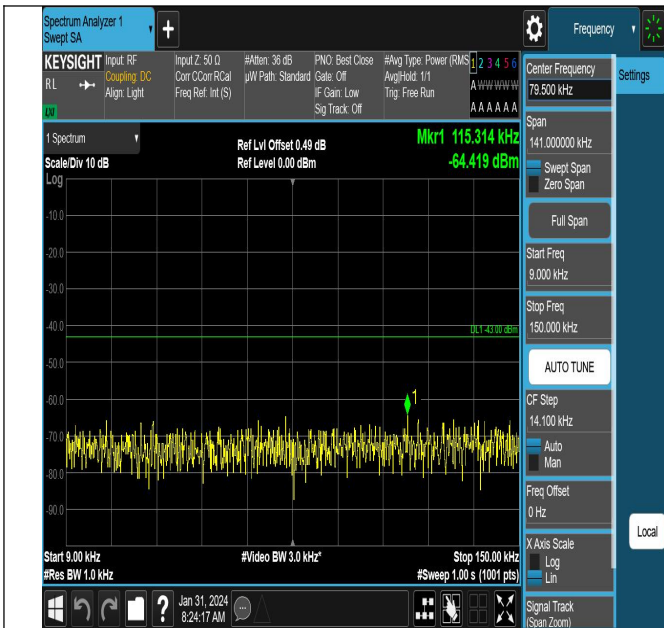 Spectrum Analyzer 1
Swept SA
+
Frequency
KEYSIGHT
RL
LXI
Input: RF
Coupling: DC
Align: Light
Input Z: 50 Ω
Corr CCorr RCal
Freq Ref: Int (S)
#Atten: 36 dB
µW Path: Standard
PNO: Best Close
Gate: Off
IF Gain: Low
Sig Track: Off
#Avg Type: Power (RMS
Avg|Hold: 1/1
Trig: Free Run
1 2 3 4 5 6
A W W W W W
A A A A A A
1 Spectrum
Scale/Div 10 dB
Log
Ref Lvl Offset 0.49 dB
Ref Level 0.00 dBm
Mkr1 115.314 kHz
-64.419 dBm
-10.0
-20.0
-30.0
-40.0
DL1 -43.00 dBm
-50.0
-60.0
1
-70.0
-80.0
-90.0
Start 9.00 kHz
#Video BW 3.0 kHz*
Stop 150.00 kHz
#Res BW 1.0 kHz
#Sweep 1.00 s (1001 pts)
Jan 31, 2024
8:24:17 AM
?
Center Frequency
79.500 kHz
Settings
Span
141.000000 kHz
Swept Span
Zero Span
Full Span
Start Freq
9.000 kHz
Stop Freq
150.000 kHz
AUTO TUNE
CF Step
14.100 kHz
Auto
Man
Freq Offset
0 Hz
Local
X Axis Scale
Log
Lin
Signal Track
(Span Zoom)